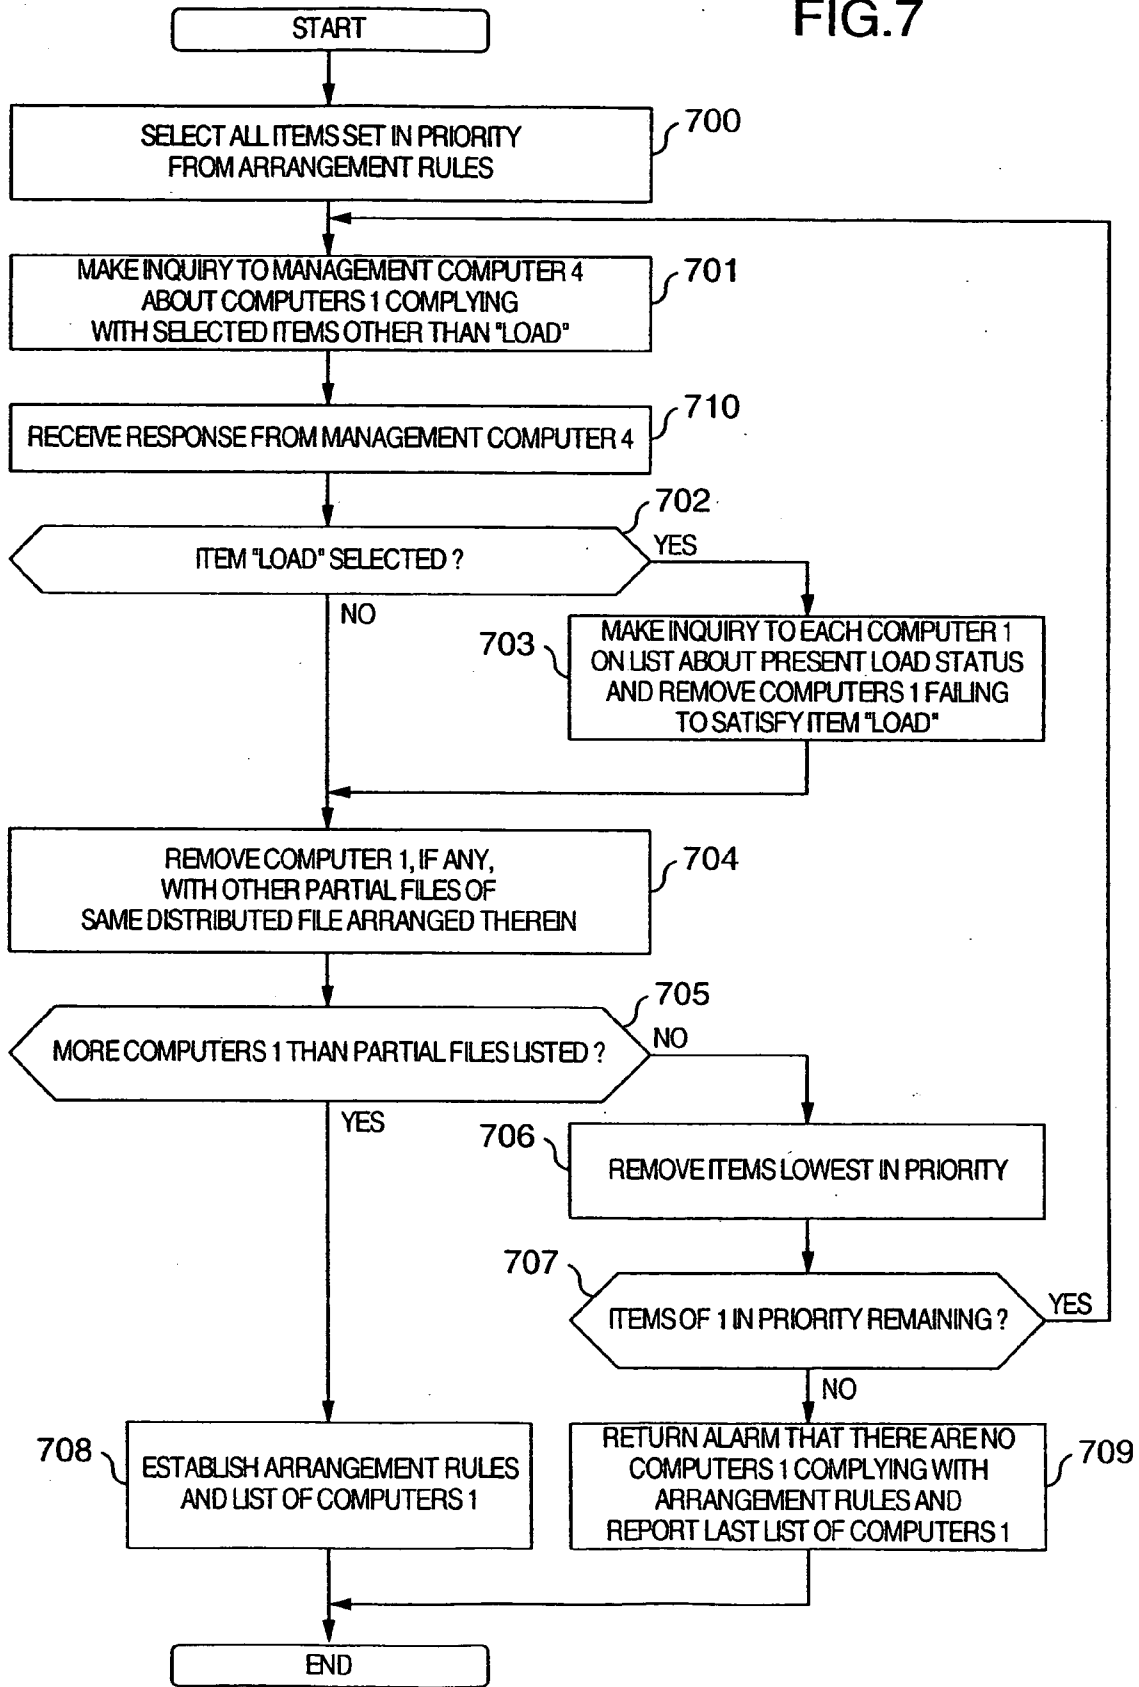 FIG.7
START
700
SELECT ALL ITEMS SET IN PRIORITY
FROM ARRANGEMENT RULES
701
MAKE INQUIRY TO MANAGEMENT COMPUTER 4
ABOUT COMPUTERS 1 COMPLYING
WITH SELECTED ITEMS OTHER THAN "LOAD"
710
RECEIVE RESPONSE FROM MANAGEMENT COMPUTER 4
702
ITEM "LOAD" SELECTED ?
YES
NO
703
MAKE INQUIRY TO EACH COMPUTER 1
ON LIST ABOUT PRESENT LOAD STATUS
AND REMOVE COMPUTERS 1 FAILING
TO SATISFY ITEM "LOAD"
704
REMOVE COMPUTER 1, IF ANY,
WITH OTHER PARTIAL FILES OF
SAME DISTRIBUTED FILE ARRANGED THEREIN
705
MORE COMPUTERS 1 THAN PARTIAL FILES LISTED ?
NO
YES
706
REMOVE ITEMS LOWEST IN PRIORITY
707
ITEMS OF 1 IN PRIORITY REMAINING ?
YES
NO
708
ESTABLISH ARRANGEMENT RULES
AND LIST OF COMPUTERS 1
709
RETURN ALARM THAT THERE ARE NO
COMPUTERS 1 COMPLYING WITH
ARRANGEMENT RULES AND
REPORT LAST LIST OF COMPUTERS 1
END